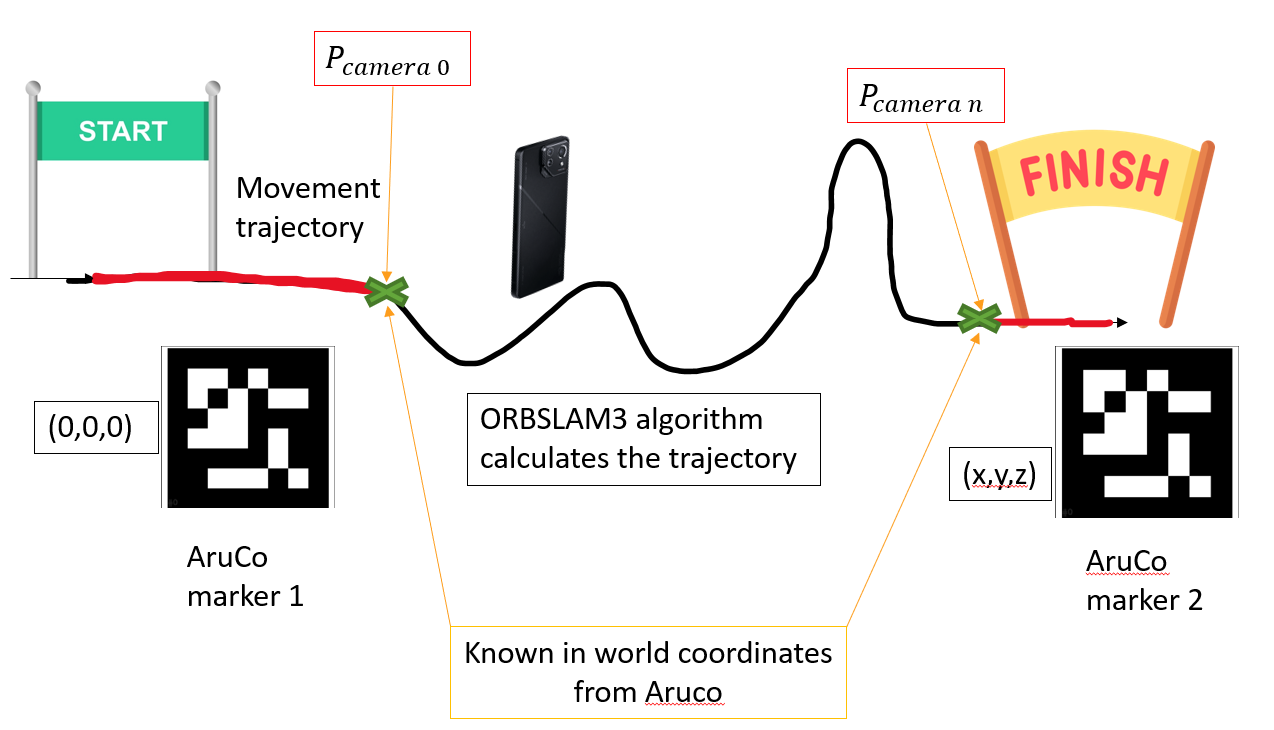 P_camera 0
P_camera n
START
FINISH
Movement
trajectory
ORBSLAM3 algorithm
calculates the trajectory
(0,0,0)
(x,y,z)
AruCo
marker 1
AruCo
marker 2
Known in world coordinates
from Aruco